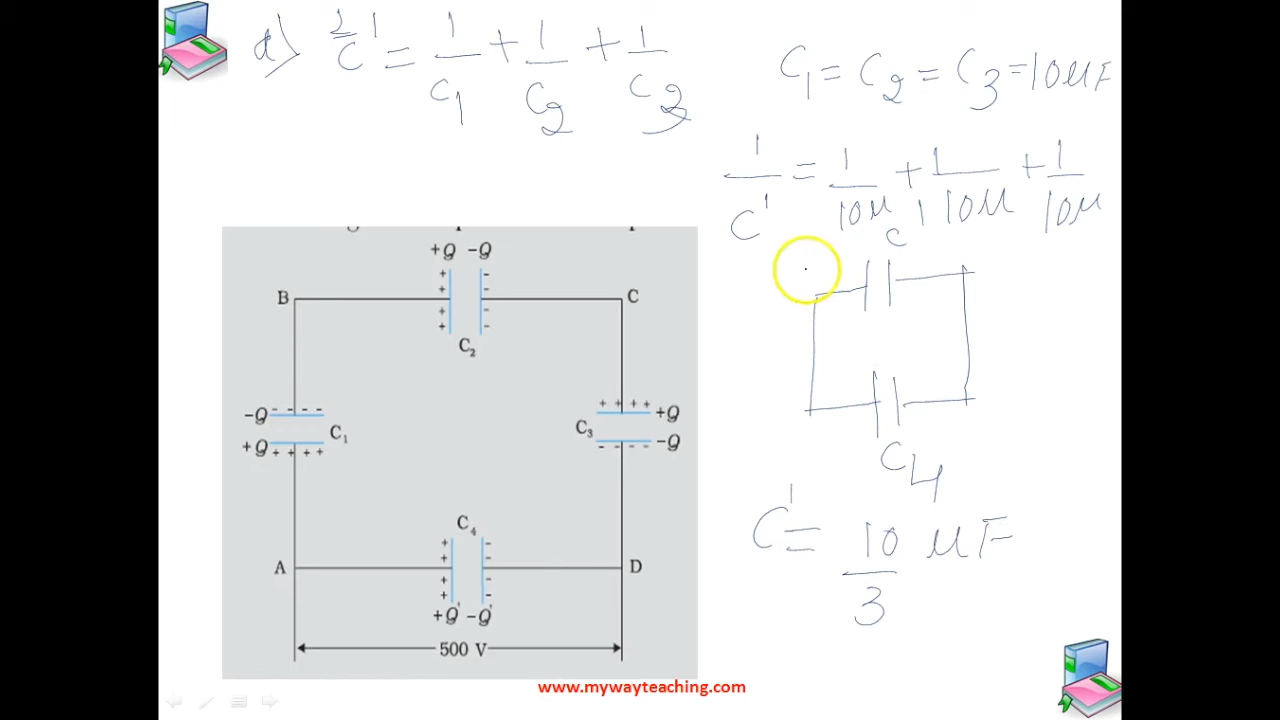 a) 1/C' = 1/C1 + 1/C2 + 1/C3
C1 = C2 = C3 = 10μF
1/C' = 1/10μ + 1/10μ + 1/10μ
C'
C4
C' = 10/3 μF
+Q -Q
B
C
C2
-Q
+Q
C1
C3
+Q
-Q
C4
A
D
+Q' -Q'
500 V
www.mywayteaching.com